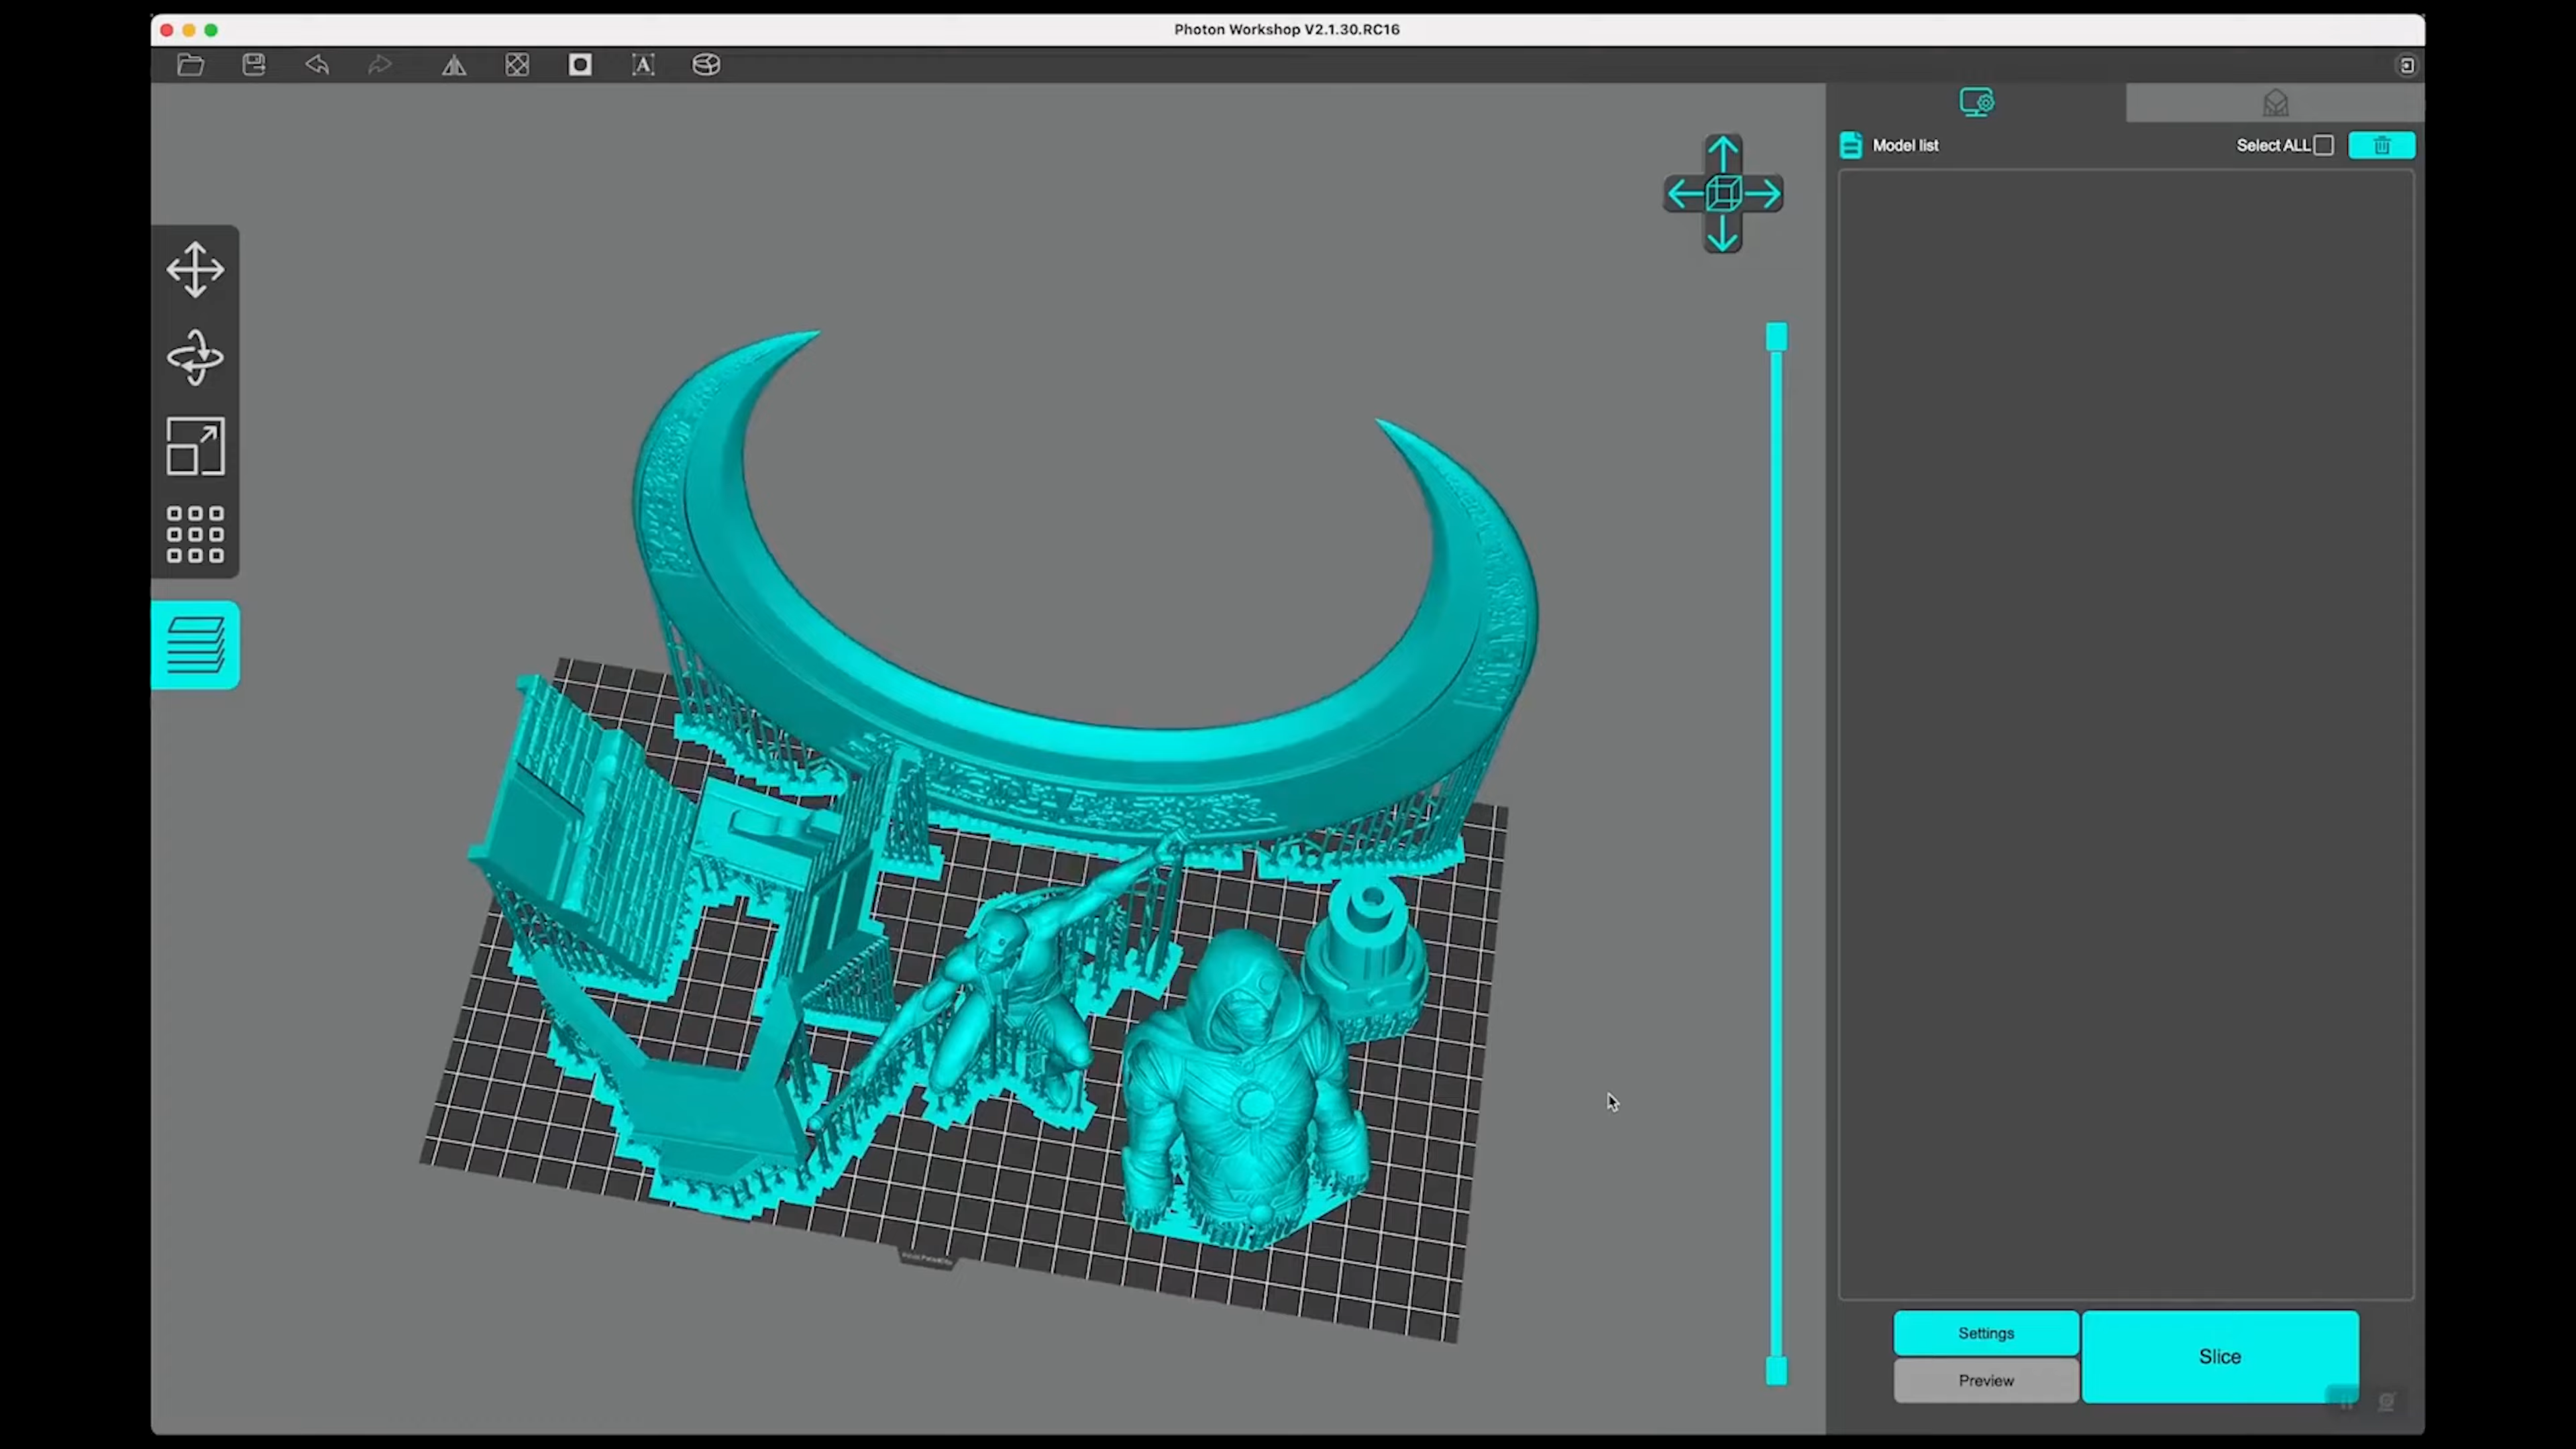 Photon Workshop V2.1.30.RC16
A
Model list
Select ALL
Settings
Slice
Preview